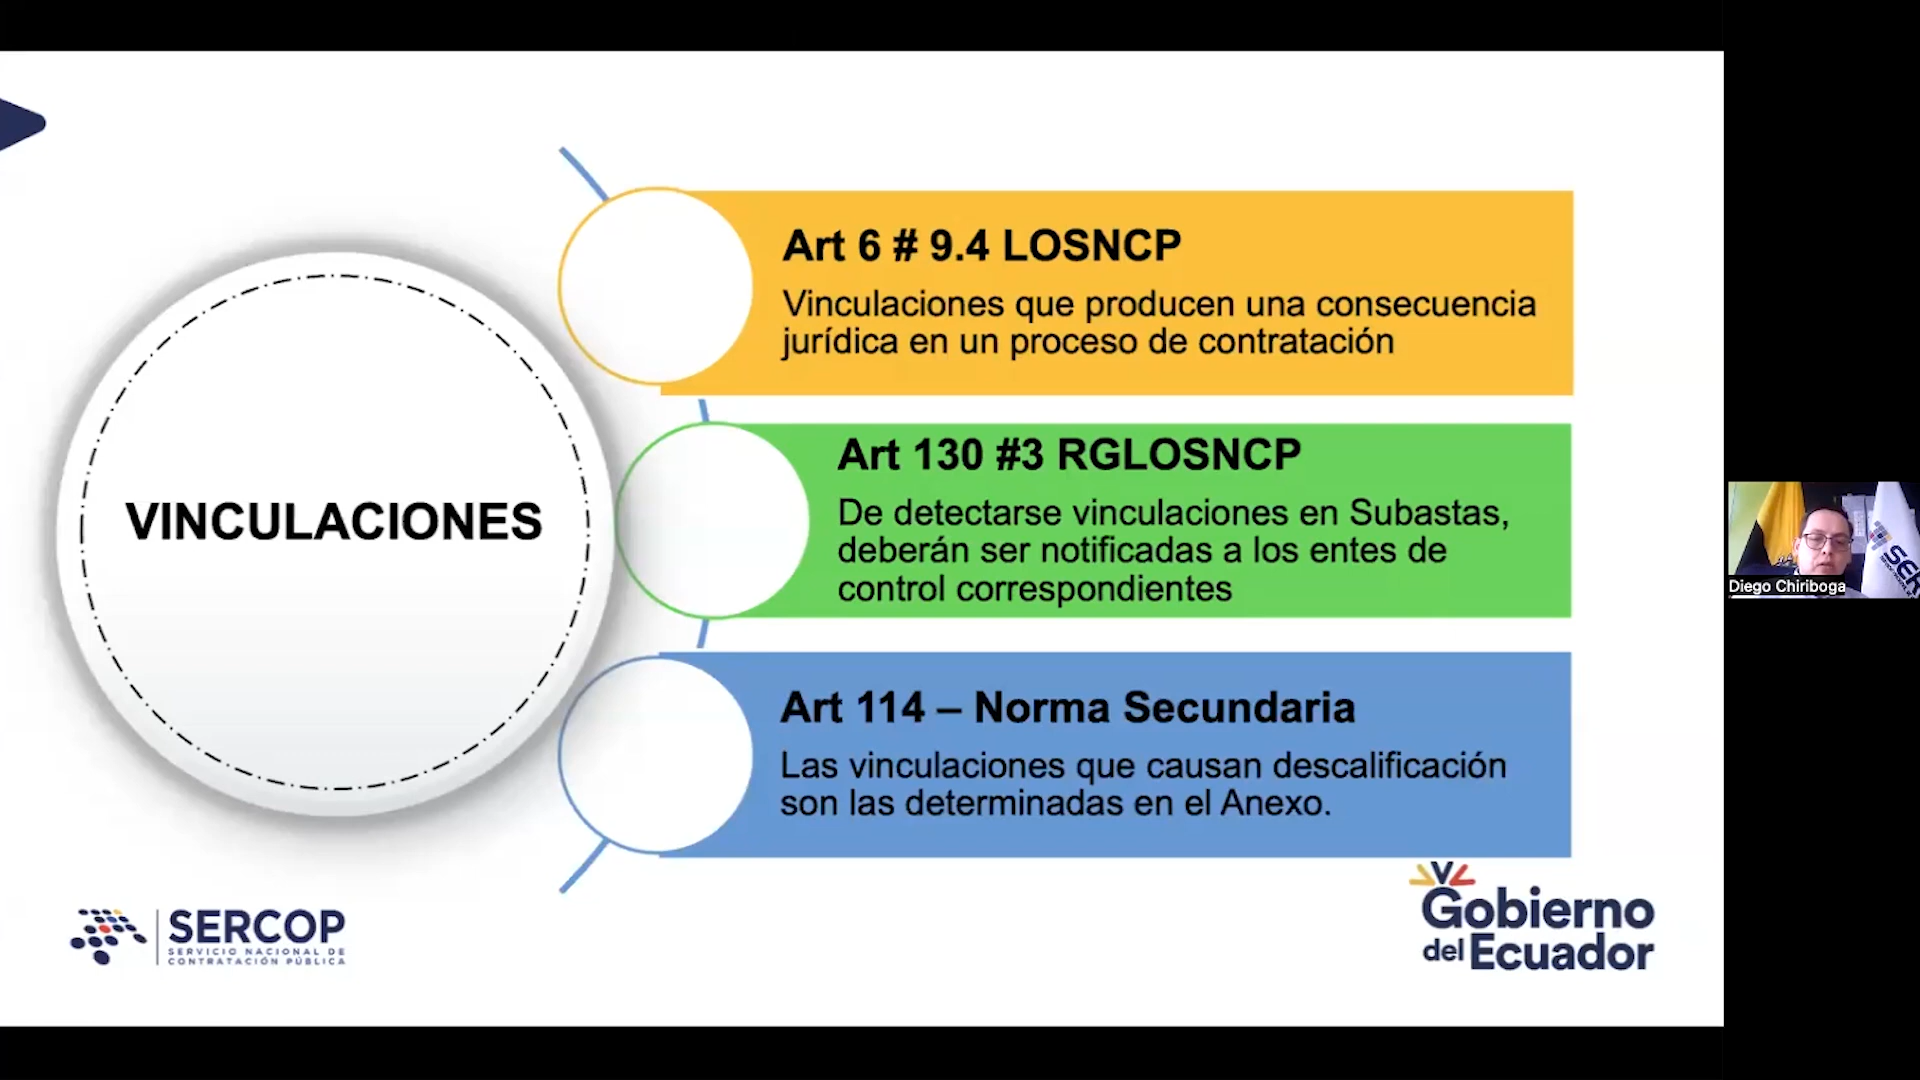 VINCULACIONES
Art 6 # 9.4 LOSNCP
Vinculaciones que producen una consecuencia
jurídica en un proceso de contratación
Art 130 #3 RGLOSNCP
De detectarse vinculaciones en Subastas,
deberán ser notificadas a los entes de
control correspondientes
Art 114 – Norma Secundaria
Las vinculaciones que causan descalificación
son las determinadas en el Anexo.
SERCOP
SERVICIO NACIONAL DE
CONTRATACIÓN PÚBLICA
Gobierno
del Ecuador
Diego Chiriboga